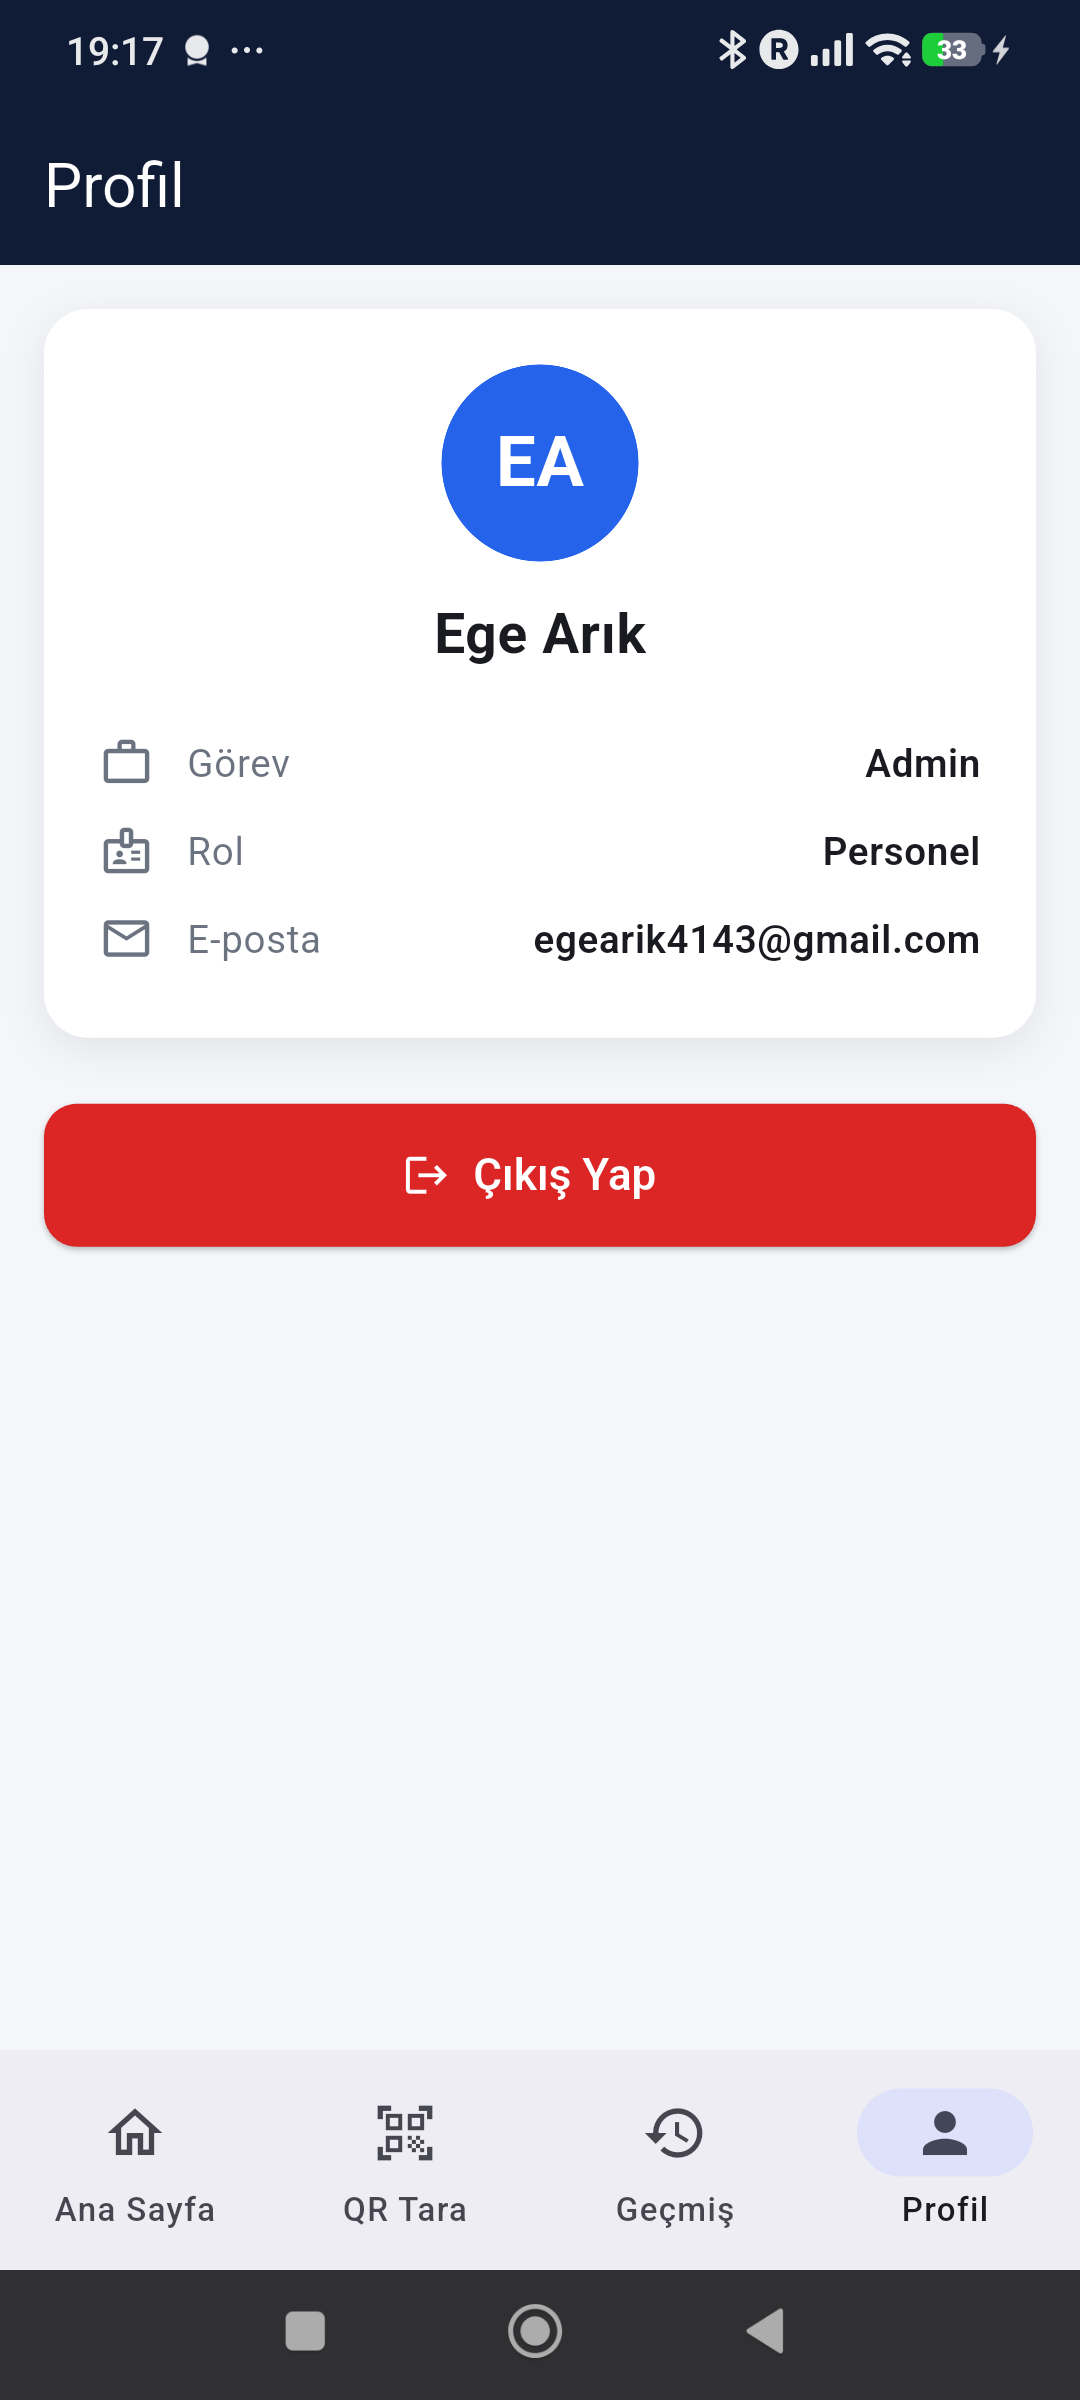 19:17
R
33
Profil
EA
Ege Arık
Görev Admin
Rol Personel
E-posta egearik4143@gmail.com
Çıkış Yap
Ana Sayfa QR Tara Geçmiş Profil